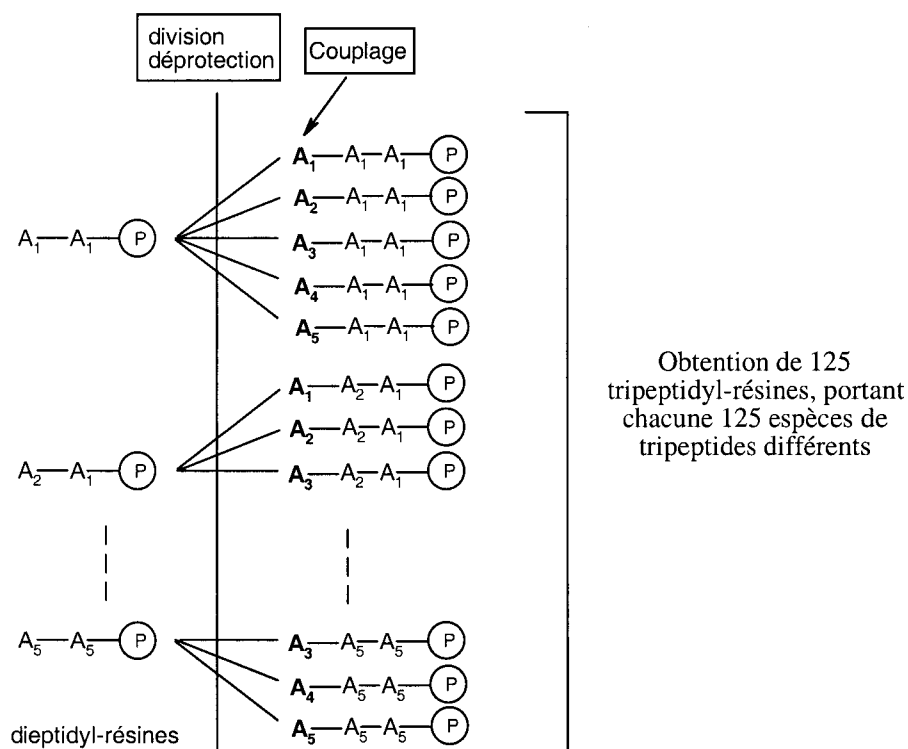 division
déprotection
Couplage
A1—A1—A1—P
A2—A1—A1—P
A1—A1—P
A3—A1—A1—P
A4—A1—A1—P
A5—A1—A1—P
A1—A2—A1—P
A2—A2—A1—P
A2—A1—P
A3—A2—A1—P
A5—A5—P
A3—A5—A5—P
A4—A5—A5—P
A5—A5—A5—P
dieptidyl-résines
Obtention de 125
tripeptidyl-résines, portant
chacune 125 espèces de
tripeptides différents